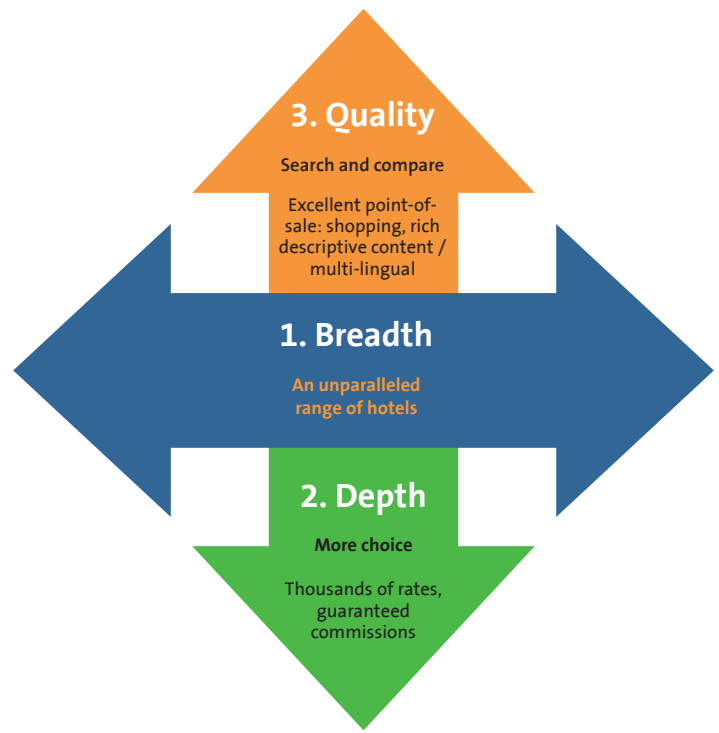 3. Quality
Search and compare
Excellent point-of-
sale: shopping, rich
descriptive content /
multi-lingual
1. Breadth
An unparalleled
range of hotels
2. Depth
More choice
Thousands of rates,
guaranteed
commissions